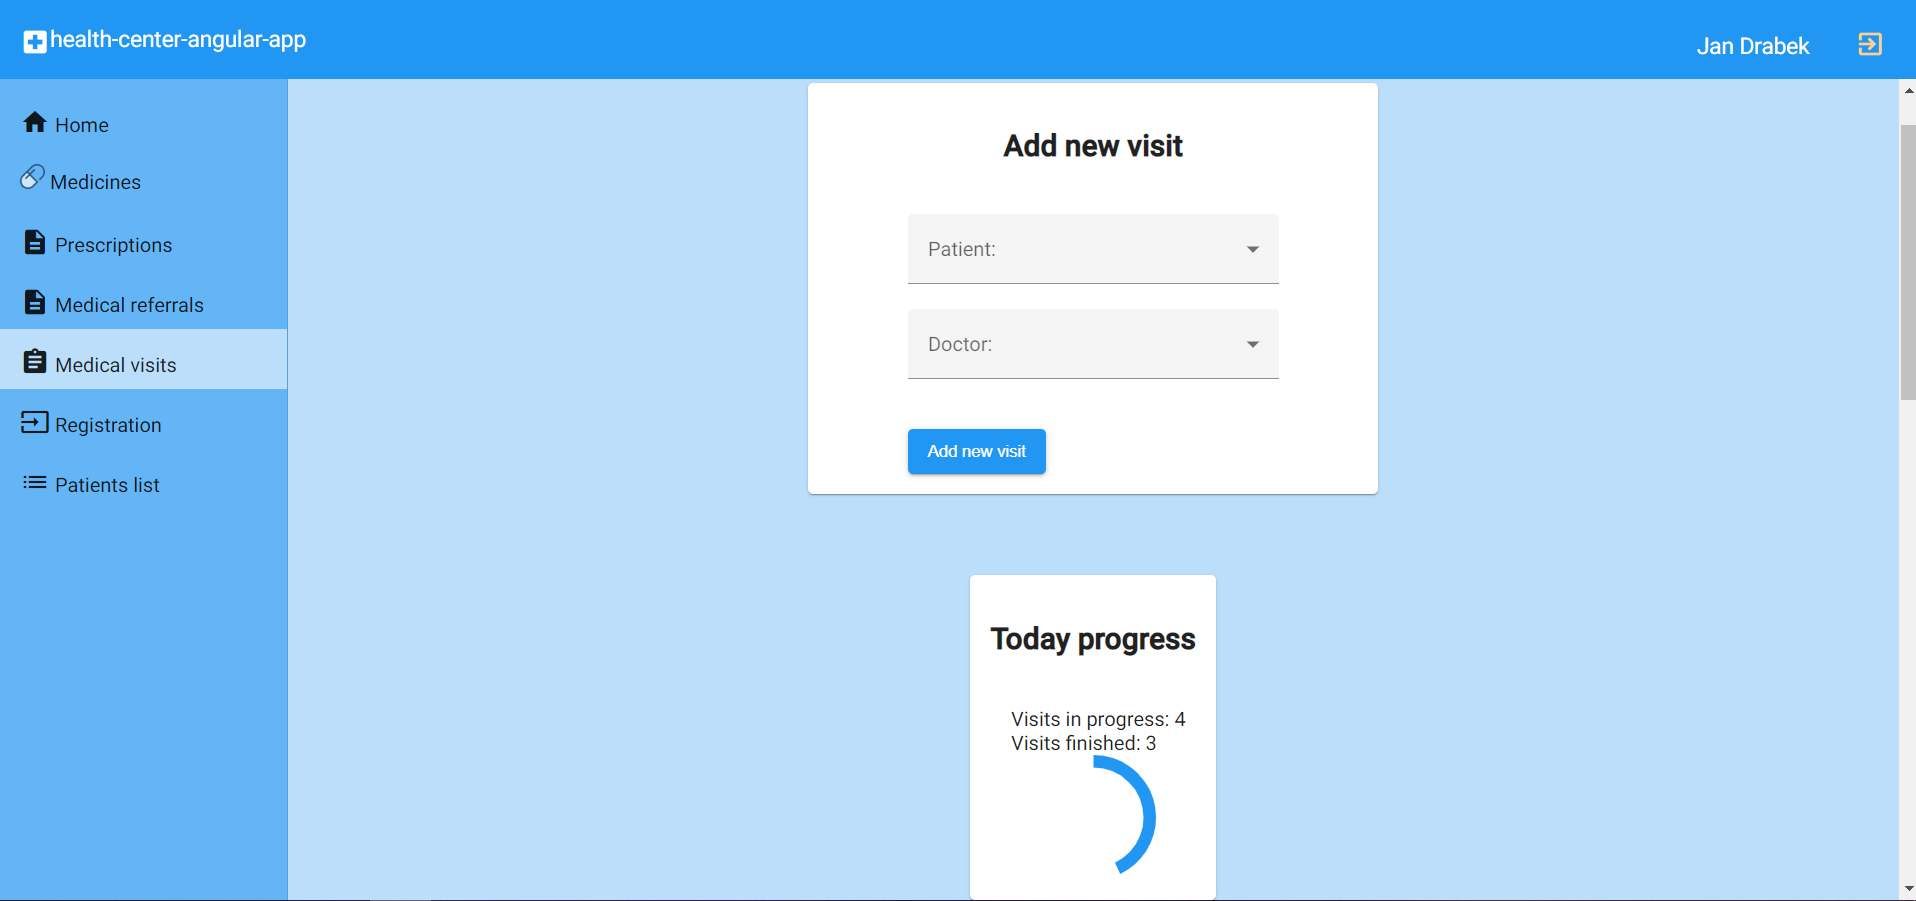 health-center-angular-app
Jan Drabek
Home
Medicines
Prescriptions
Medical referrals
Medical visits
Registration
Patients list
Add new visit
Patient:
Doctor:
Add new visit
Today progress
Visits in progress: 4
Visits finished: 3